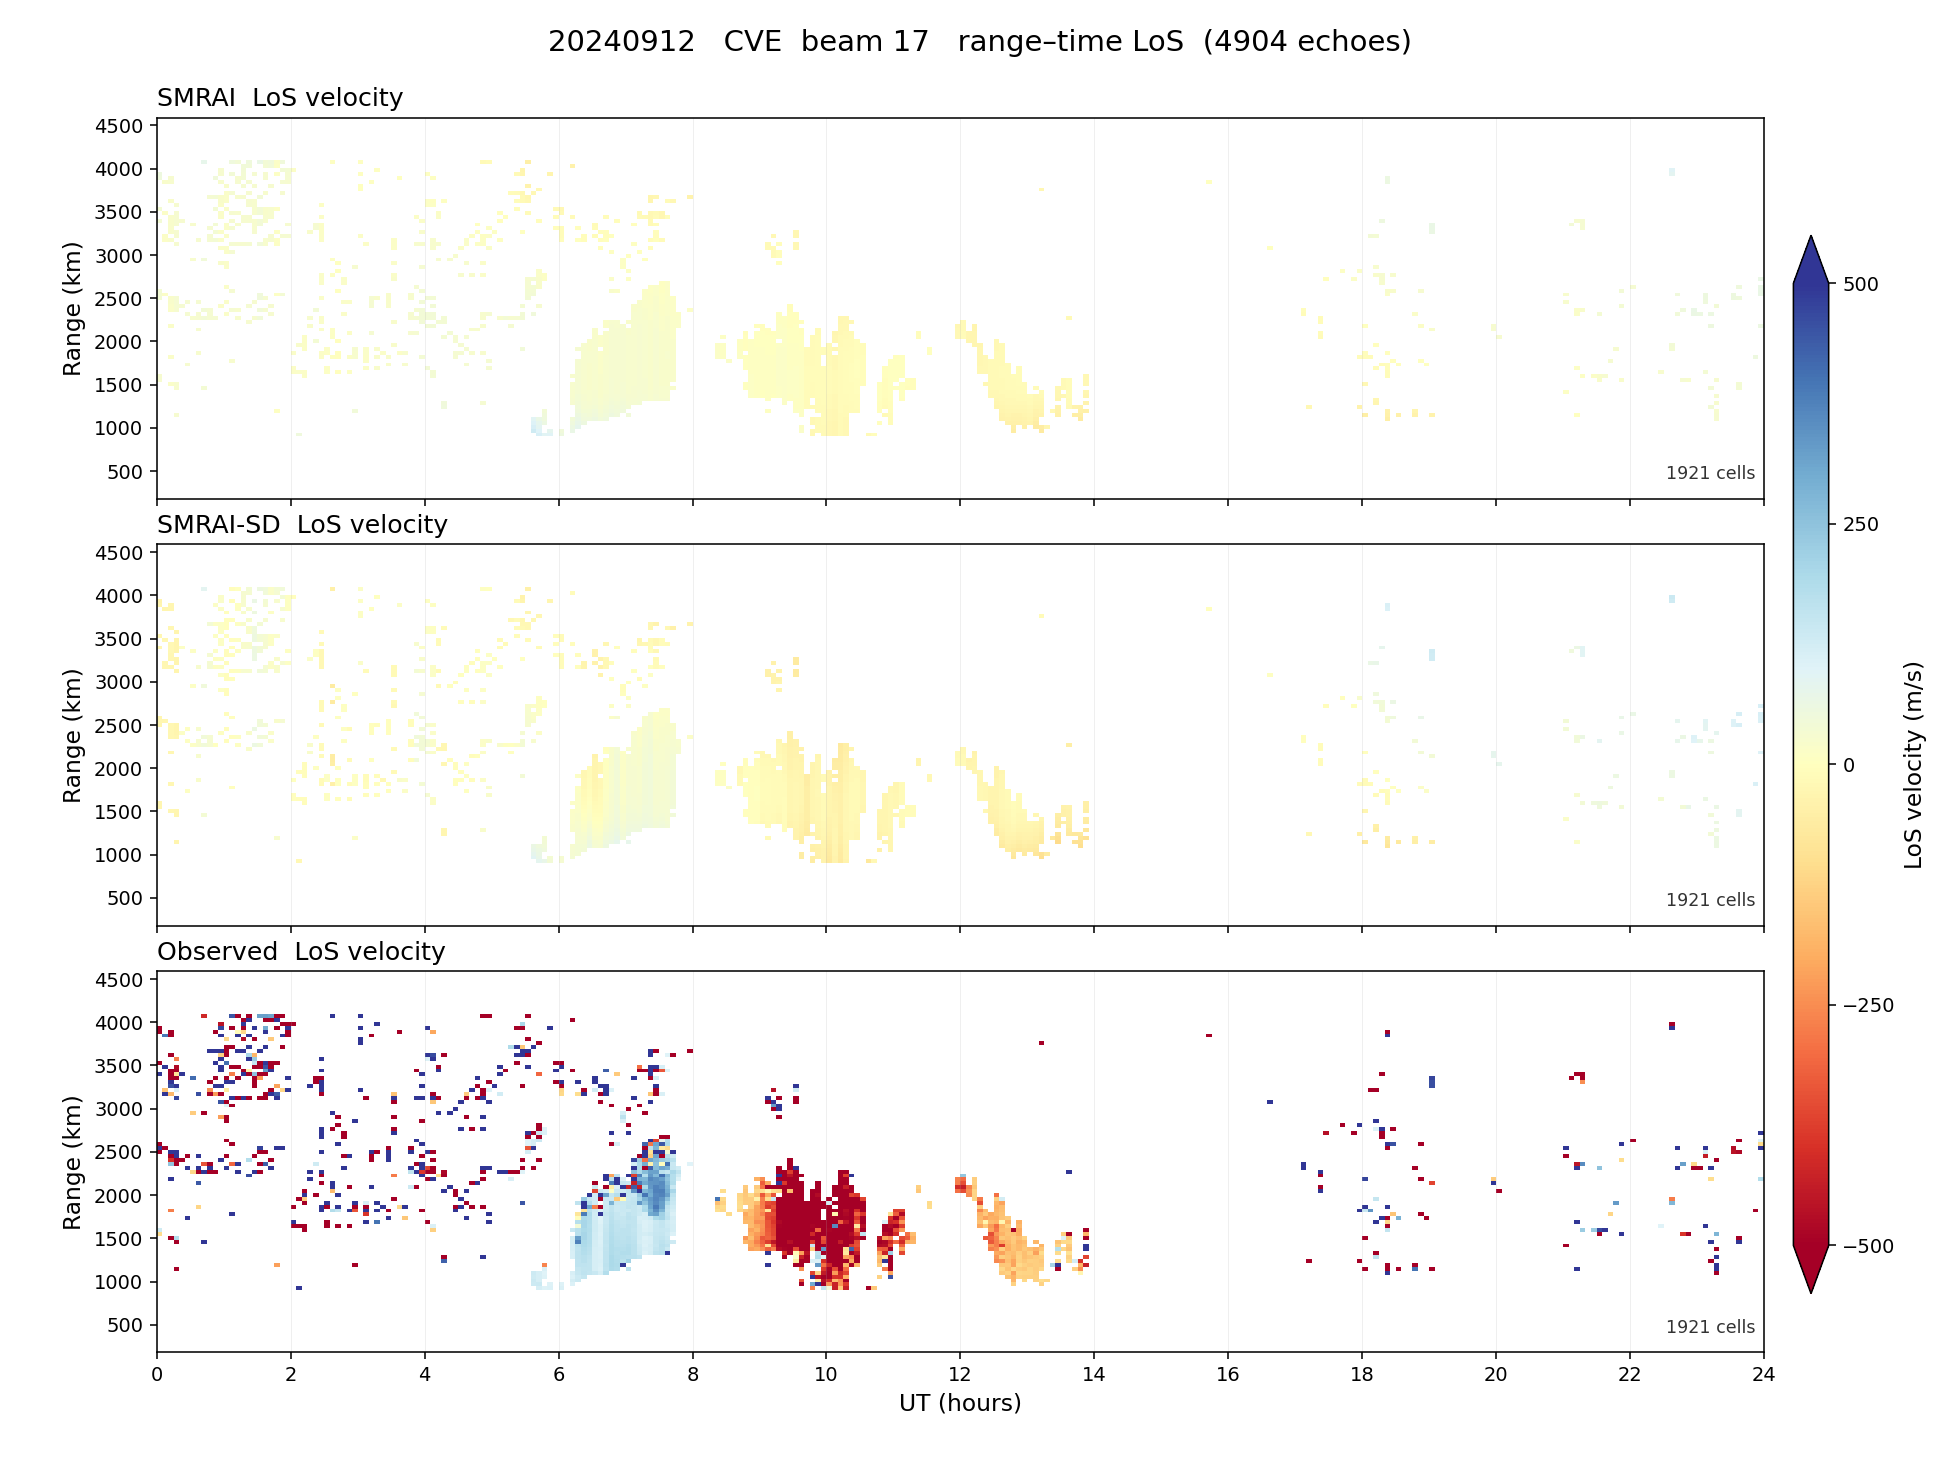 20240912   CVE  beam 17   range–time LoS  (4904 echoes)
SMRAI  LoS velocity
4500
4000
3500
3000
2500
2000
1500
1000
500
Range (km)
1921 cells
SMRAI-SD  LoS velocity
4500
4000
3500
3000
2500
2000
1500
1000
500
Range (km)
1921 cells
Observed  LoS velocity
4500
4000
3500
3000
2500
2000
1500
1000
500
Range (km)
1921 cells
0 2 4 6 8 10 12 14 16 18 20 22 24
UT (hours)
500
250
0
−250
−500
LoS velocity (m/s)